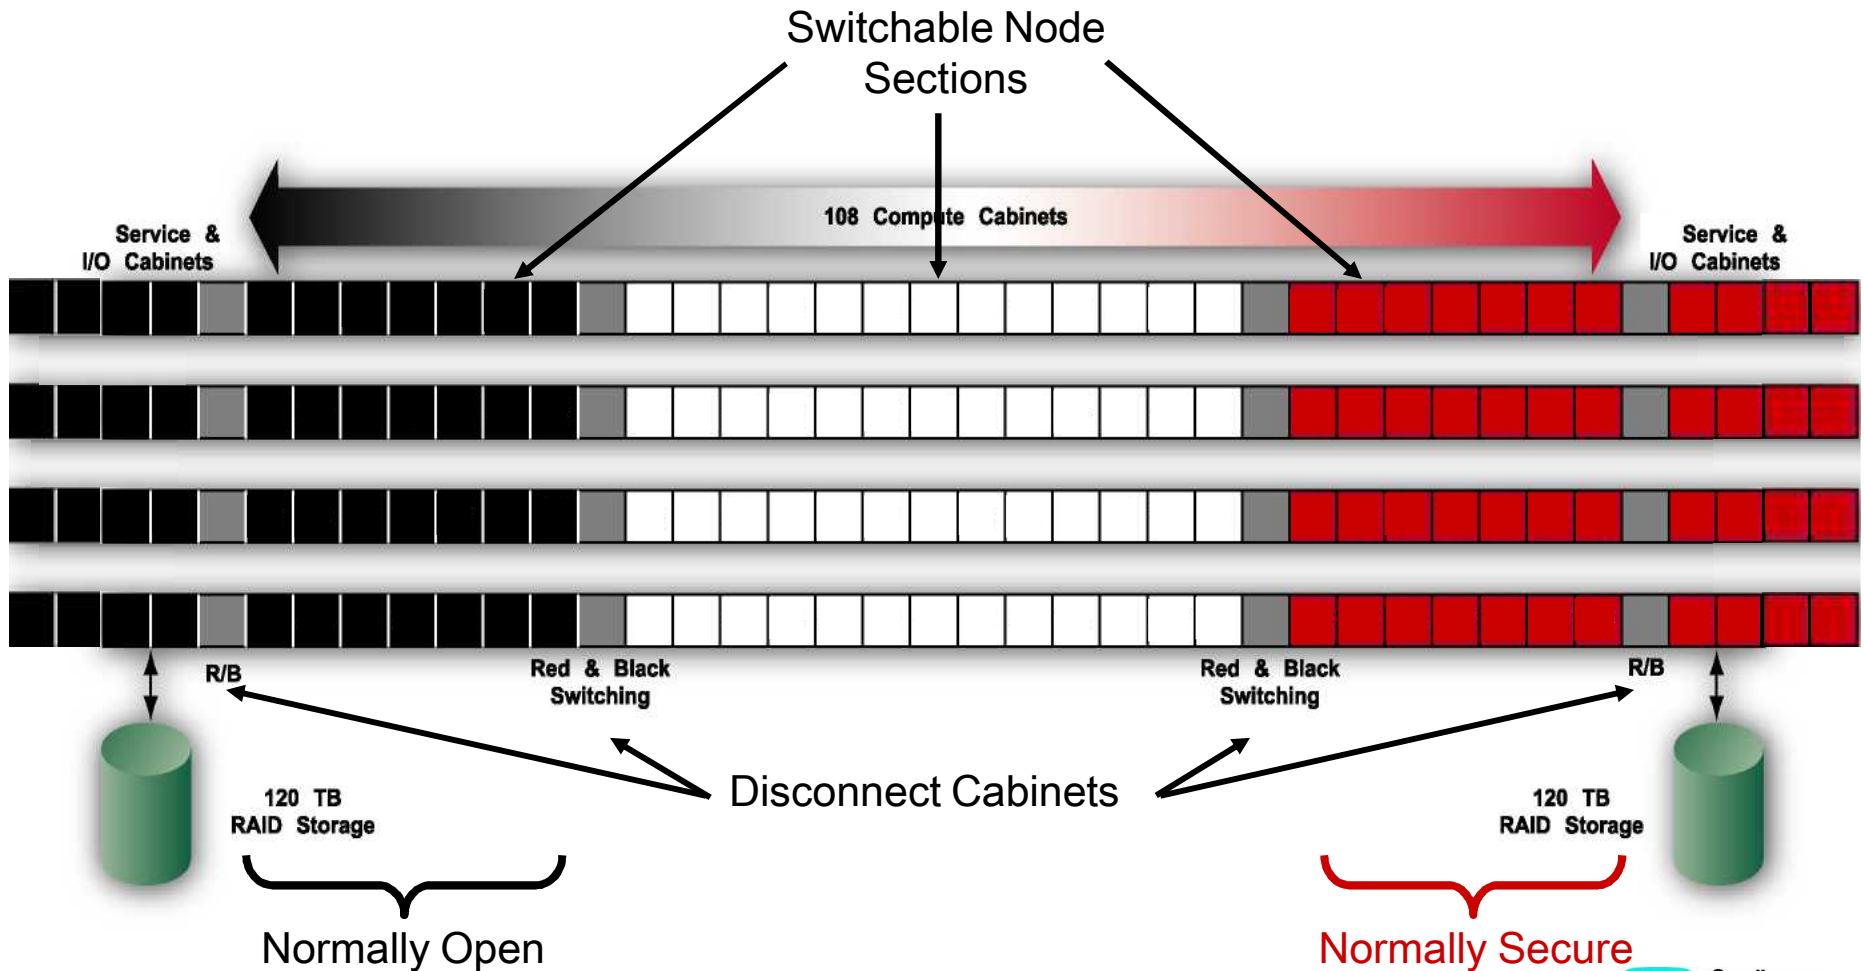 Switchable Node
Sections
108 Compute Cabinets
Service &
I/O Cabinets
Service &
I/O Cabinets
R/B
Red & Black
Switching
Red & Black
Switching
R/B
Disconnect Cabinets
120 TB
RAID Storage
120 TB
RAID Storage
Normally Open
Normally Secure